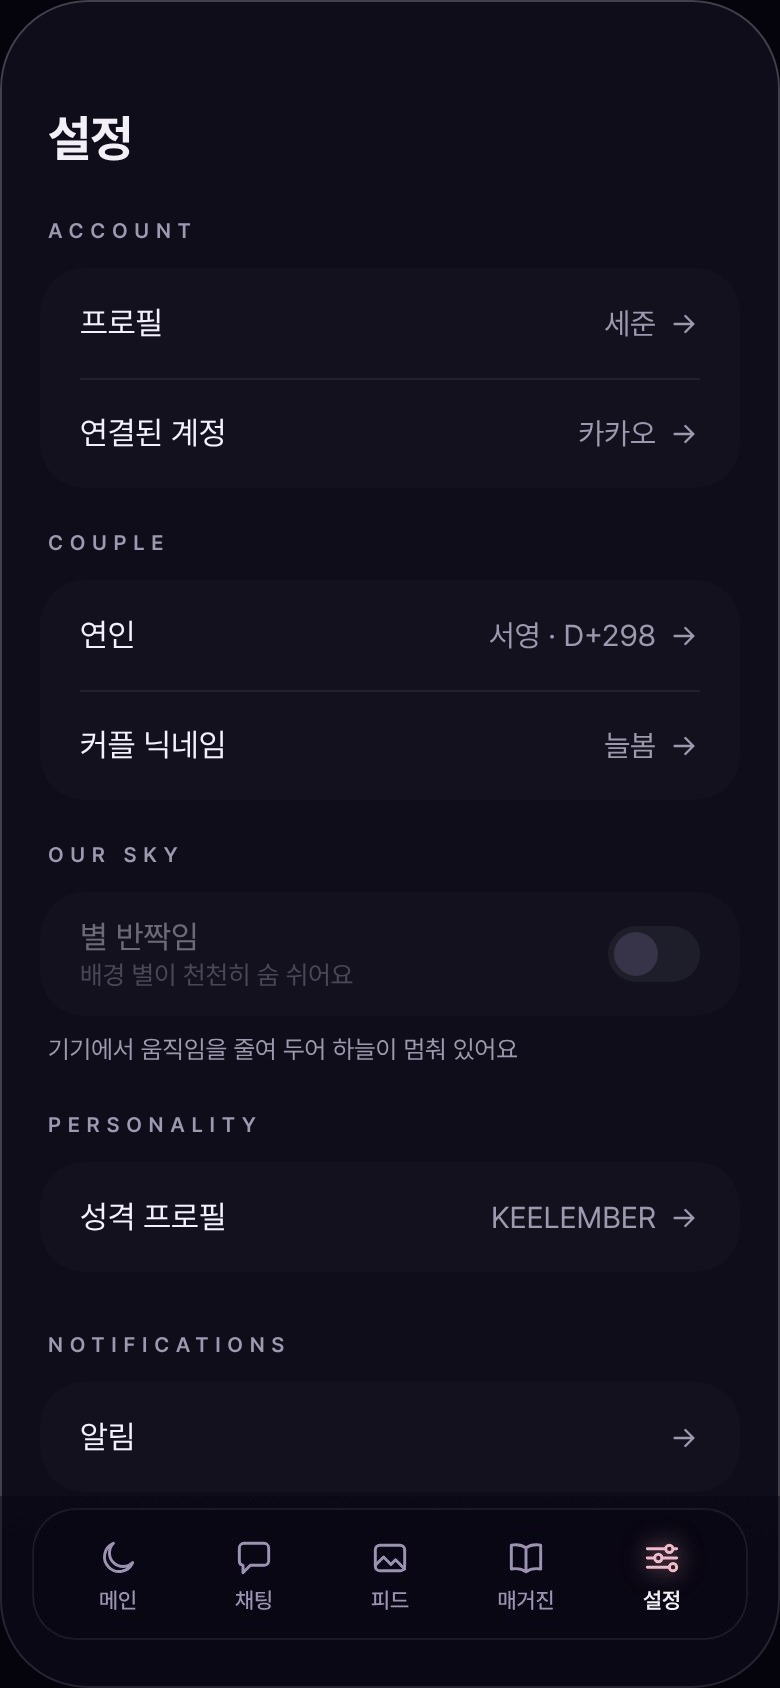 설정
ACCOUNT
프로필 세준 →
연결된 계정 카카오 →
COUPLE
연인 서영 · D+298 →
커플 닉네임 늘봄 →
OUR SKY
별 반짝임
배경 별이 천천히 숨 쉬어요
기기에서 움직임을 줄여 두어 하늘이 멈춰 있어요
PERSONALITY
성격 프로필 KEELEMBER →
NOTIFICATIONS
알림 →
메인 채팅 피드 매거진 설정